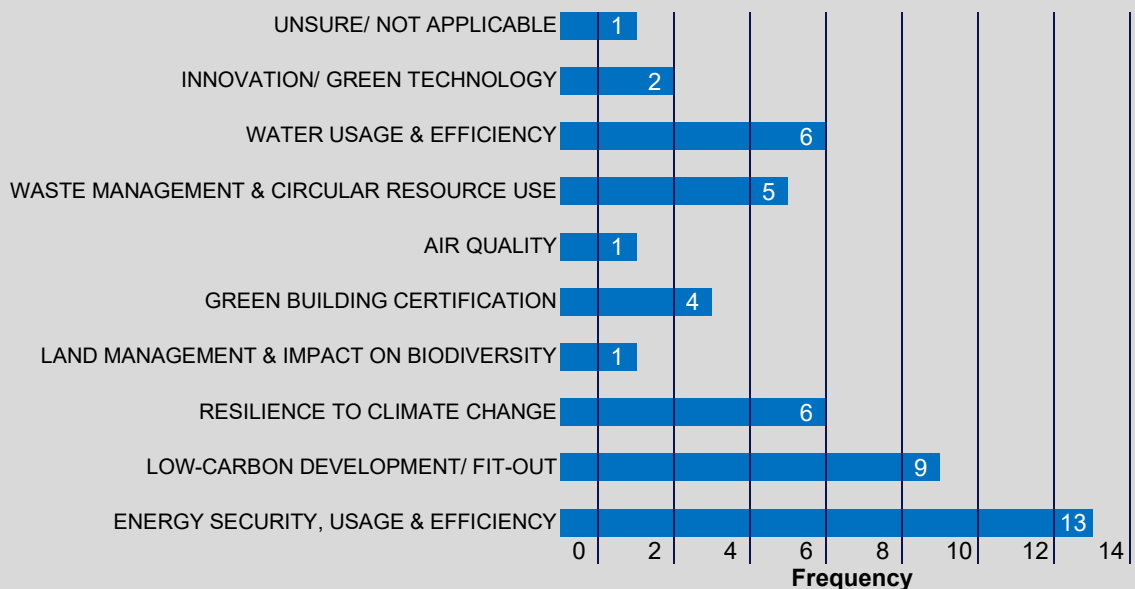 UNSURE/ NOT APPLICABLE 1
INNOVATION/ GREEN TECHNOLOGY 2
WATER USAGE & EFFICIENCY 6
WASTE MANAGEMENT & CIRCULAR RESOURCE USE 5
AIR QUALITY 1
GREEN BUILDING CERTIFICATION 4
LAND MANAGEMENT & IMPACT ON BIODIVERSITY 1
RESILIENCE TO CLIMATE CHANGE 6
LOW-CARBON DEVELOPMENT/ FIT-OUT 9
ENERGY SECURITY, USAGE & EFFICIENCY 13
0 2 4 6 8 10 12 14
Frequency